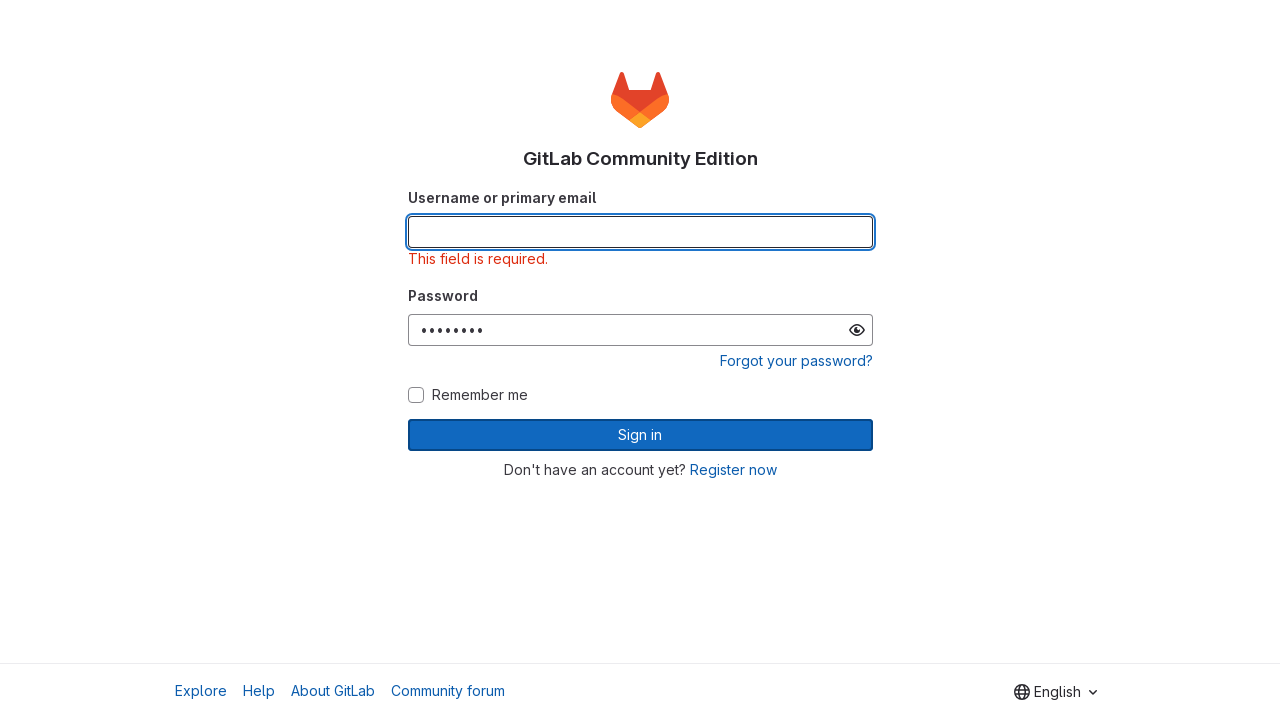 GitLab Community Edition
Username or primary email
This field is required.
Password
••••••••
Forgot your password?
Remember me
Sign in
Don't have an account yet? Register now
Explore Help About GitLab Community forum English